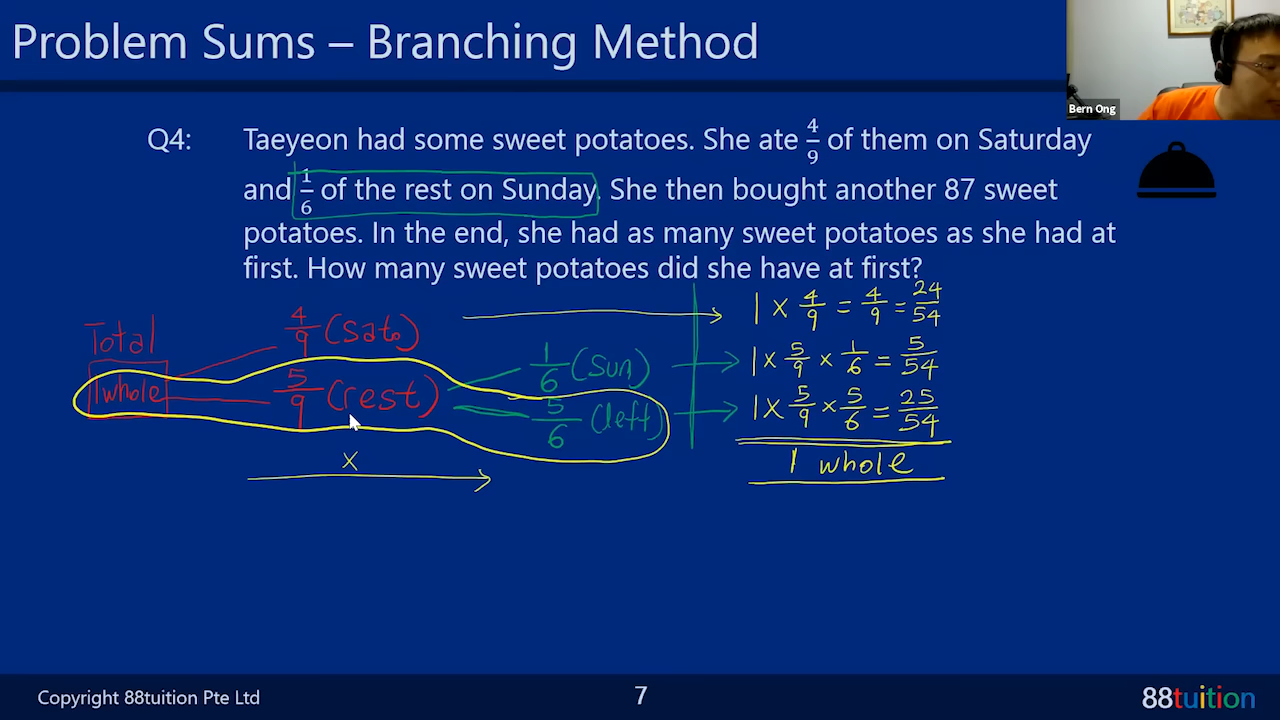 Problem Sums – Branching Method
Bern Ong
Q4: Taeyeon had some sweet potatoes. She ate 4/9 of them on Saturday
and 1/6 of the rest on Sunday. She then bought another 87 sweet
potatoes. In the end, she had as many sweet potatoes as she had at
first. How many sweet potatoes did she have at first?
Total
1 whole
4/9 (Sat.)
5/9 (rest)
1/6 (Sun)
5/6 (left)
x
1 x 4/9 = 4/9 = 24/54
1 x 5/9 x 1/6 = 5/54
1 x 5/9 x 5/6 = 25/54
1 whole
Copyright 88tuition Pte Ltd
7
88tuition